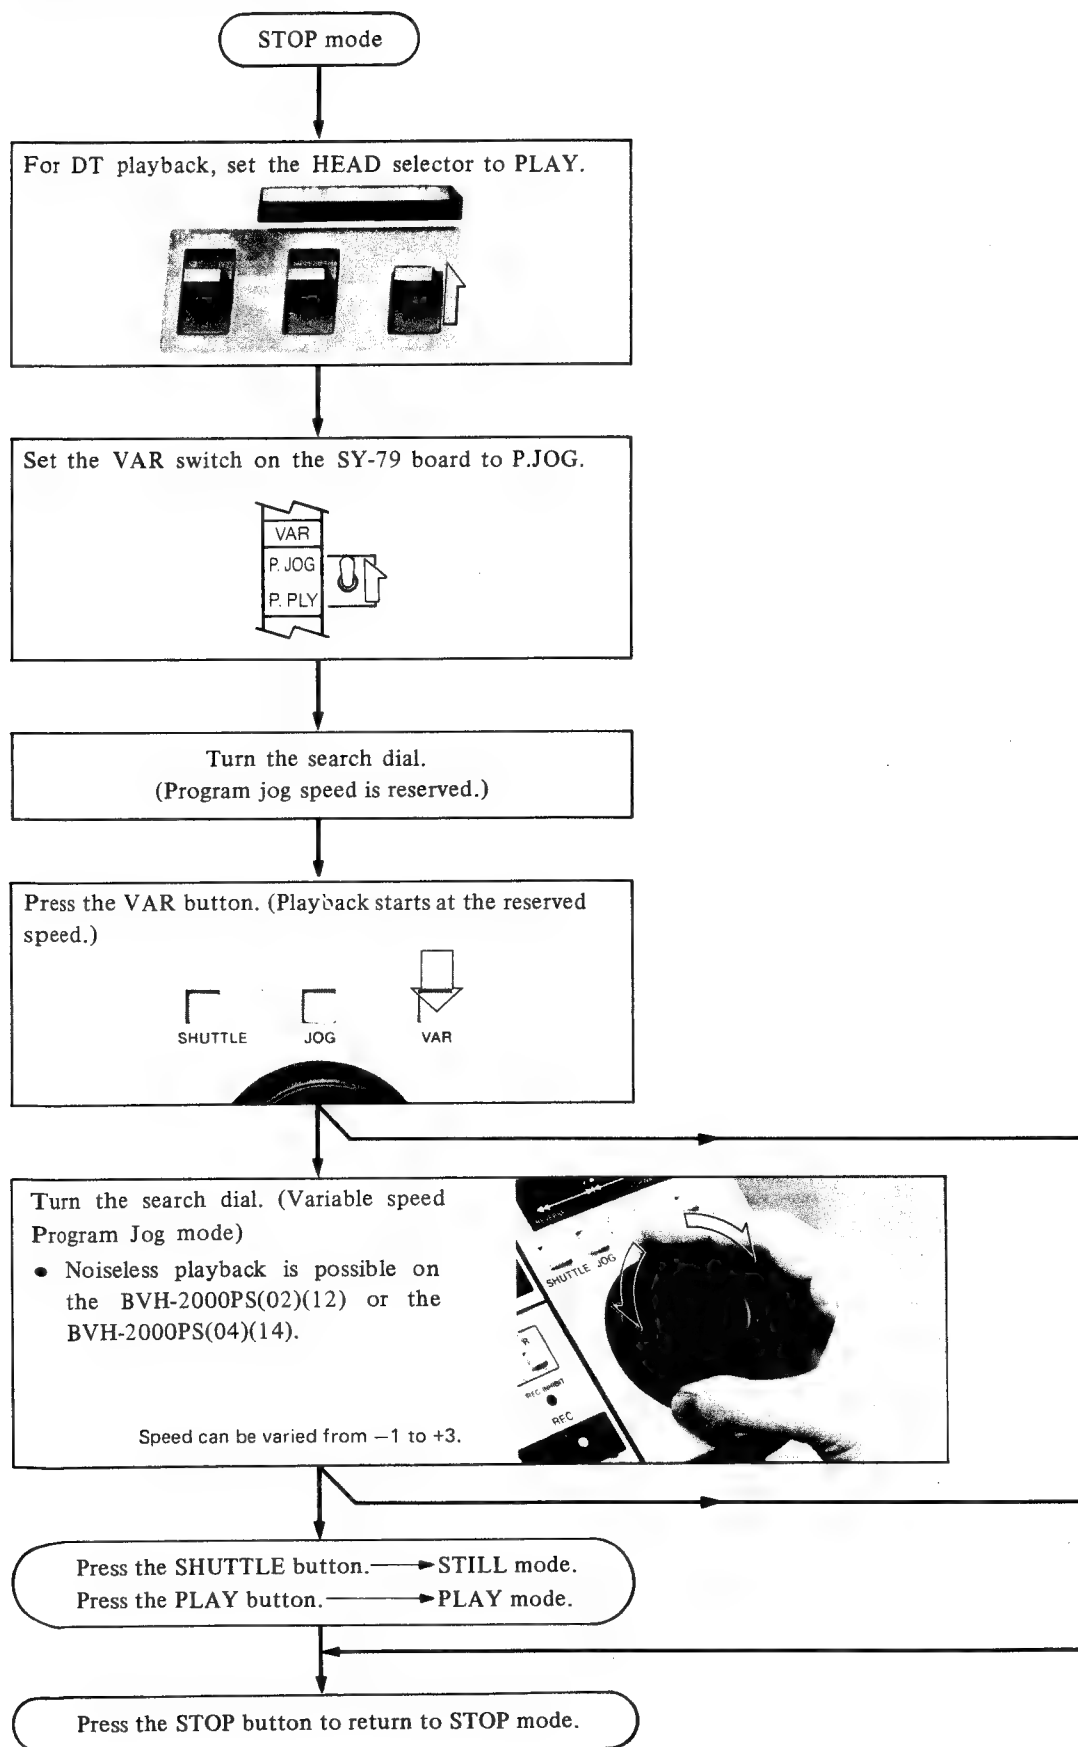 STOP mode
For DT playback, set the HEAD selector to PLAY.
Set the VAR switch on the SY-79 board to P.JOG.
VAR
P. JOG
P. PLY
Turn the search dial.
(Program jog speed is reserved.)
Press the VAR button. (Playback starts at the reserved
speed.)
SHUTTLE JOG VAR
Turn the search dial. (Variable speed
Program Jog mode)
• Noiseless playback is possible on
the BVH-2000PS(02)(12) or the
BVH-2000PS(04)(14).
Speed can be varied from −1 to +3.
REVERSE
SHUTTLE JOG
R
REC INHIBIT
REC
Press the SHUTTLE button. → STILL mode.
Press the PLAY button. → PLAY mode.
Press the STOP button to return to STOP mode.